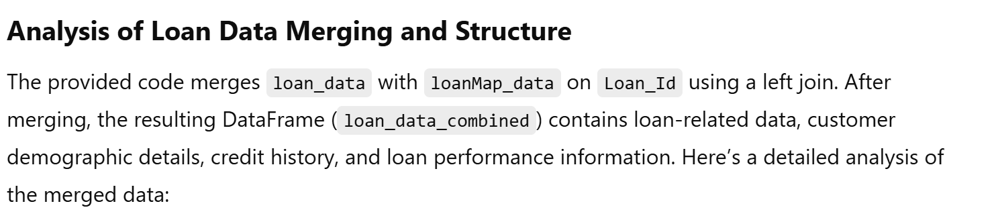 Analysis of Loan Data Merging and Structure
The provided code merges loan_data with loanMap_data on Loan_Id using a left join. After
merging, the resulting DataFrame ( loan_data_combined ) contains loan-related data, customer
demographic details, credit history, and loan performance information. Here’s a detailed analysis of
the merged data: